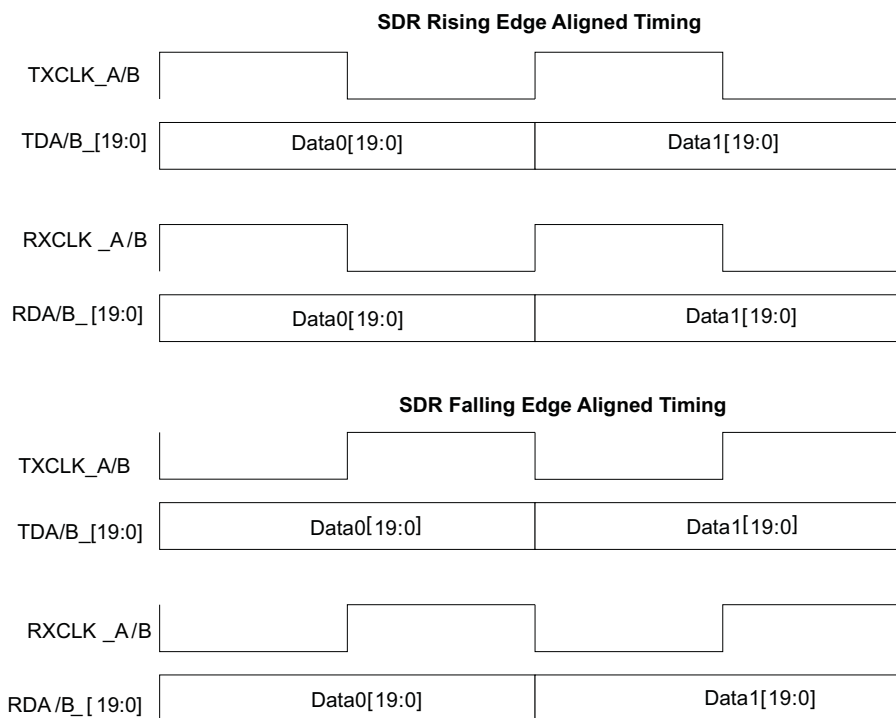 SDR Rising Edge Aligned Timing
TXCLK_A/B
TDA/B_[19:0] Data0[19:0] Data1[19:0]
RXCLK _A/B
RDA/B_[19:0] Data0[19:0] Data1[19:0]
SDR Falling Edge Aligned Timing
TXCLK_A/B
TDA/B_[19:0] Data0[19:0] Data1[19:0]
RXCLK _A/B
RDA/B_[19:0] Data0[19:0] Data1[19:0]